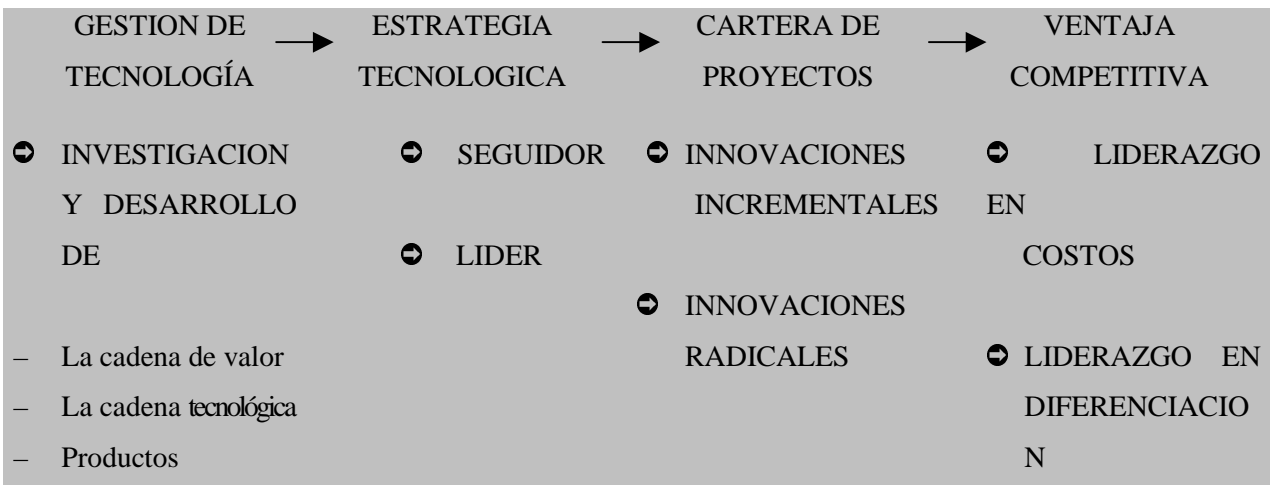 GESTION DE TECNOLOGÍA
ESTRATEGIA TECNOLOGICA
CARTERA DE PROYECTOS
VENTAJA COMPETITIVA
INVESTIGACION
Y DESARROLLO
DE
– La cadena de valor
– La cadena tecnológica
– Productos
SEGUIDOR
LIDER
INNOVACIONES
INCREMENTALES
INNOVACIONES
RADICALES
LIDERAZGO
EN
COSTOS
LIDERAZGO EN
DIFERENCIACIO
N